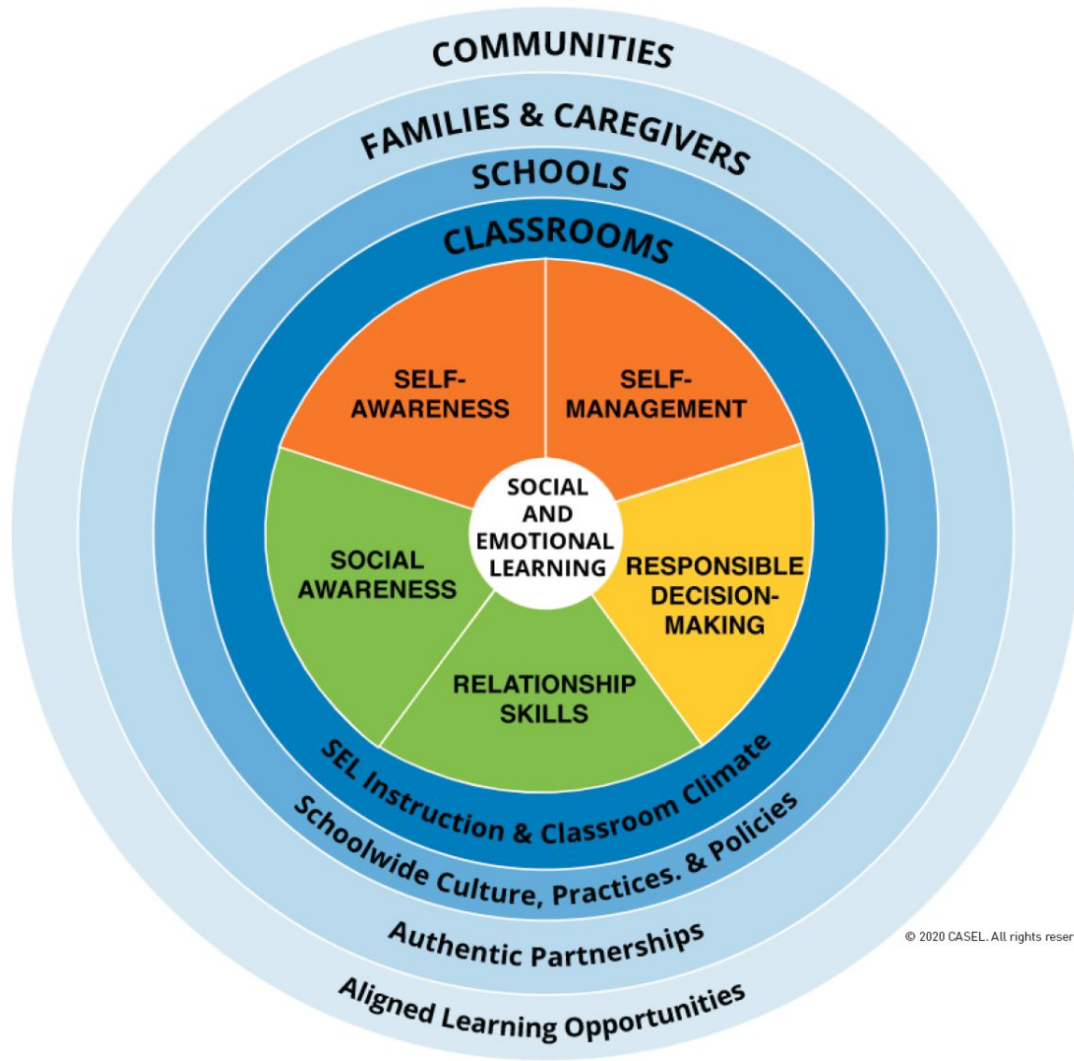 COMMUNITIES
FAMILIES & CAREGIVERS
SCHOOLS
CLASSROOMS
SELF-
AWARENESS
SELF-
MANAGEMENT
SOCIAL
AND
EMOTIONAL
LEARNING
SOCIAL
AWARENESS
RESPONSIBLE
DECISION-
MAKING
RELATIONSHIP
SKILLS
SEL Instruction & Classroom Climate
Schoolwide Culture, Practices. & Policies
Authentic Partnerships
Aligned Learning Opportunities
© 2020 CASEL. All rights reser